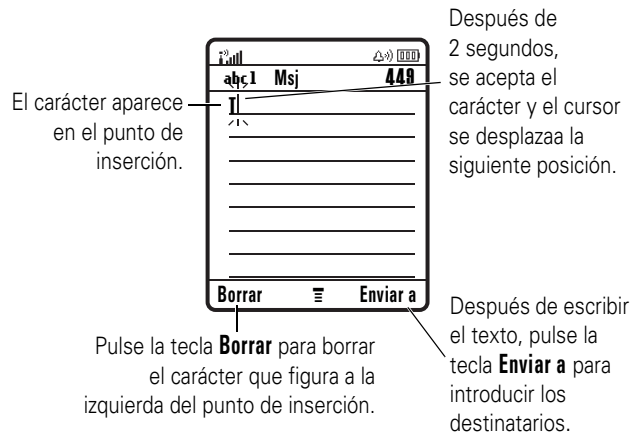 Después de
2 segundos,
se acepta el
carácter y el cursor
se desplazaa la
siguiente posición.
abc1 Msj 449
El carácter aparece
en el punto de
inserción.
I
Borrar Enviar a
Pulse la tecla Borrar para borrar
el carácter que figura a la
izquierda del punto de inserción.
Después de escribir
el texto, pulse la
tecla Enviar a para
introducir los
destinatarios.